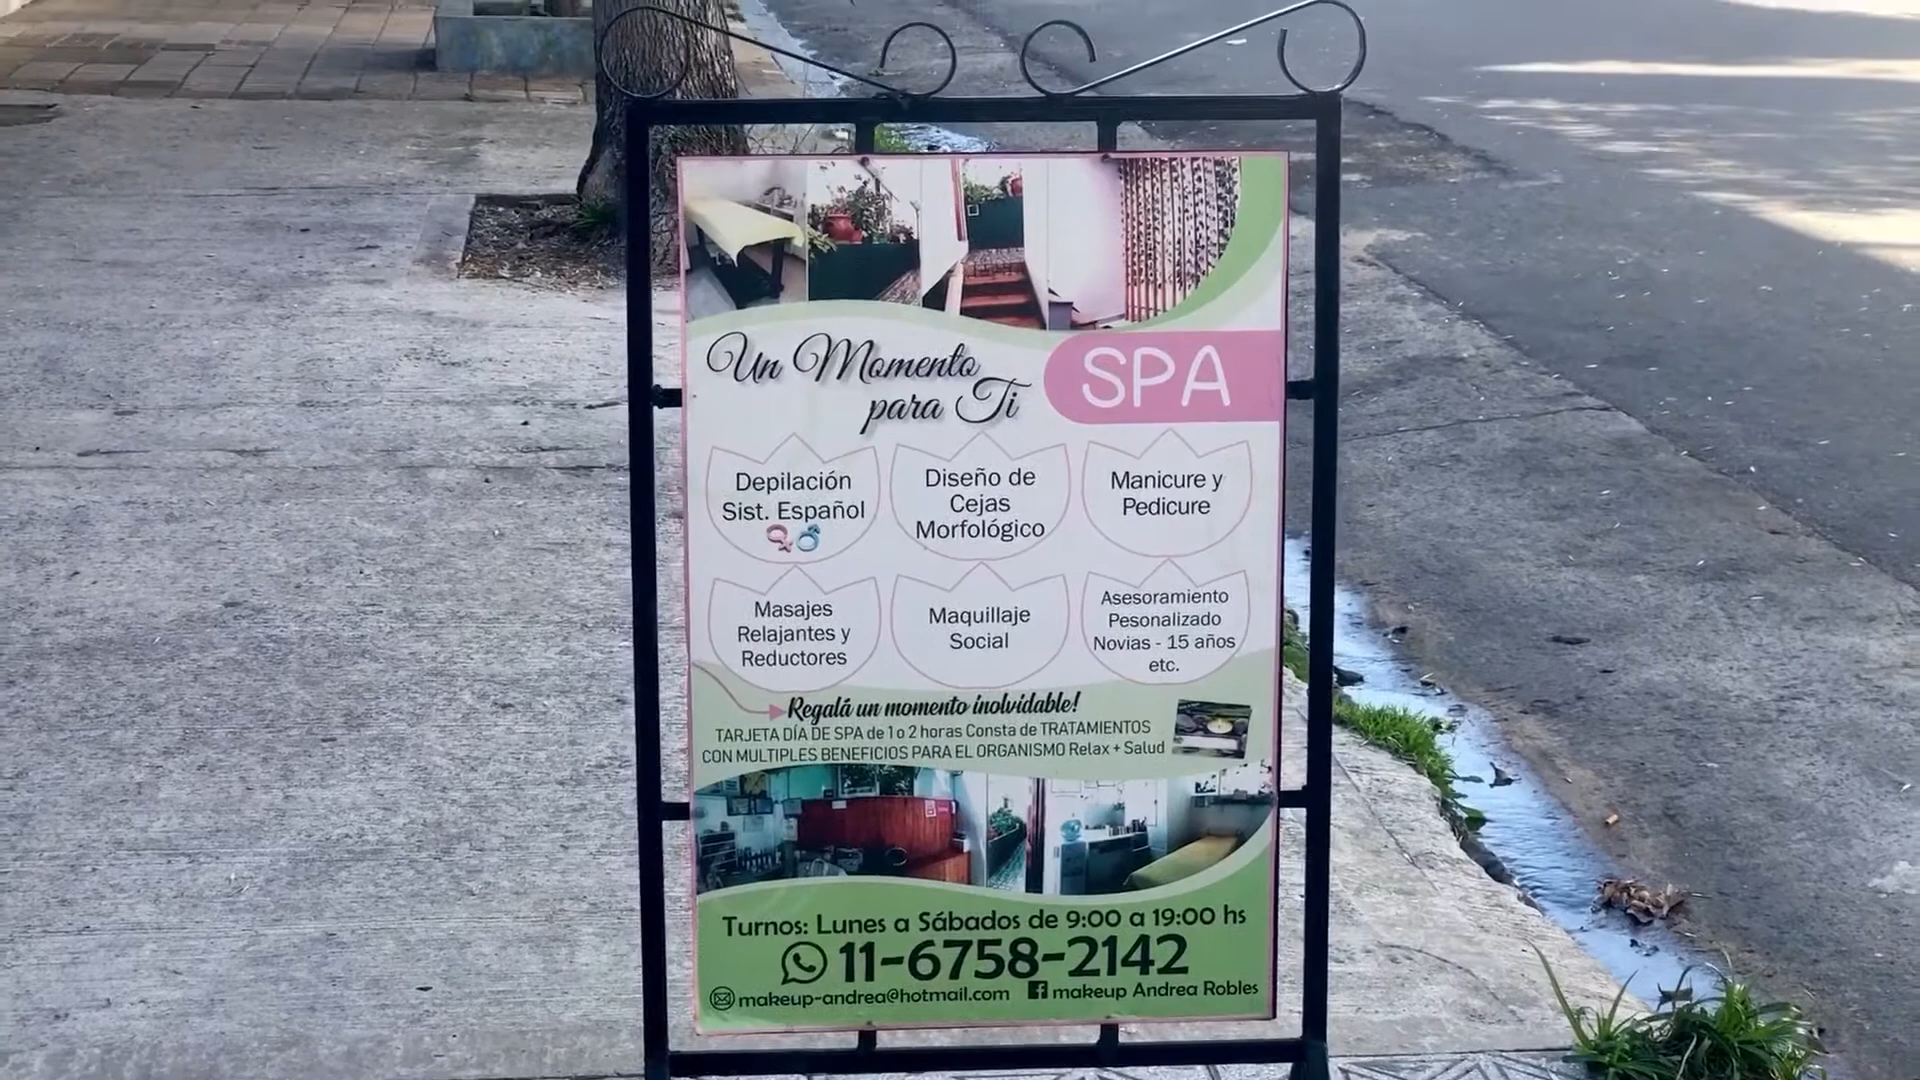 Un Momento
para Ti
SPA
Depilación
Sist. Español
Diseño de
Cejas
Morfológico
Manicure y
Pedicure
Masajes
Relajantes y
Reductores
Maquillaje
Social
Asesoramiento
Pesonalizado
Novias - 15 años
etc.
Regalá un momento inolvidable!
TARJETA DÍA DE SPA de 1 o 2 horas Consta de TRATAMIENTOS
CON MULTIPLES BENEFICIOS PARA EL ORGANISMO Relax + Salud
Turnos: Lunes a Sábados de 9:00 a 19:00 hs
11-6758-2142
makeup-andrea@hotmail.com
makeup Andrea Robles